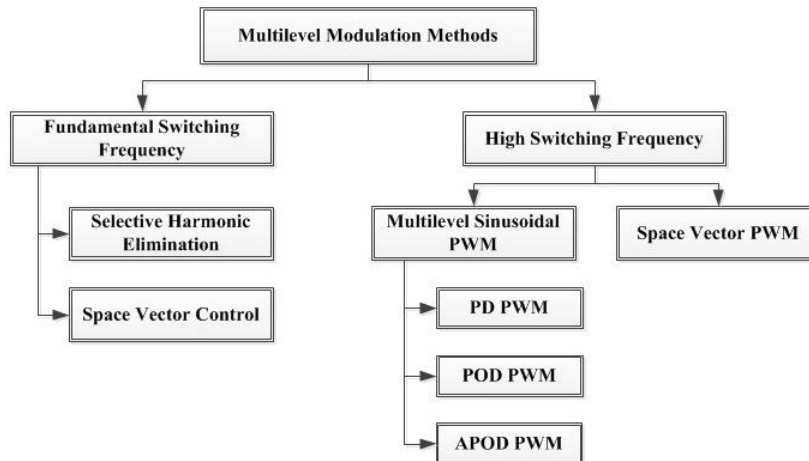 Multilevel Modulation Methods
Fundamental Switching
Frequency
High Switching Frequency
Selective Harmonic
Elimination
Multilevel Sinusoidal
PWM
Space Vector PWM
Space Vector Control
PD PWM
POD PWM
APOD PWM